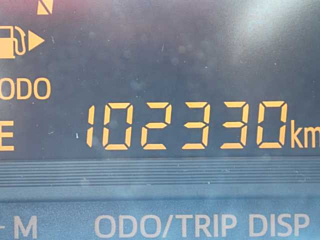 N
ODO
E 102330km
- M ODO/TRIP DISP